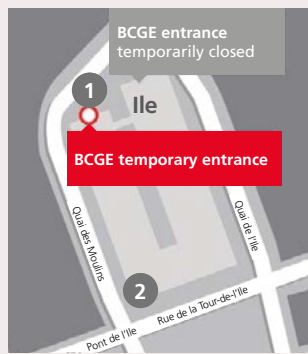 BCGE entrance
temporarily closed
1
Ile
BCGE temporary entrance
Quai des Moulins
Quai de l'Ile
2
Rue de la Tour-de-l'Ile
Pont de l'Ile